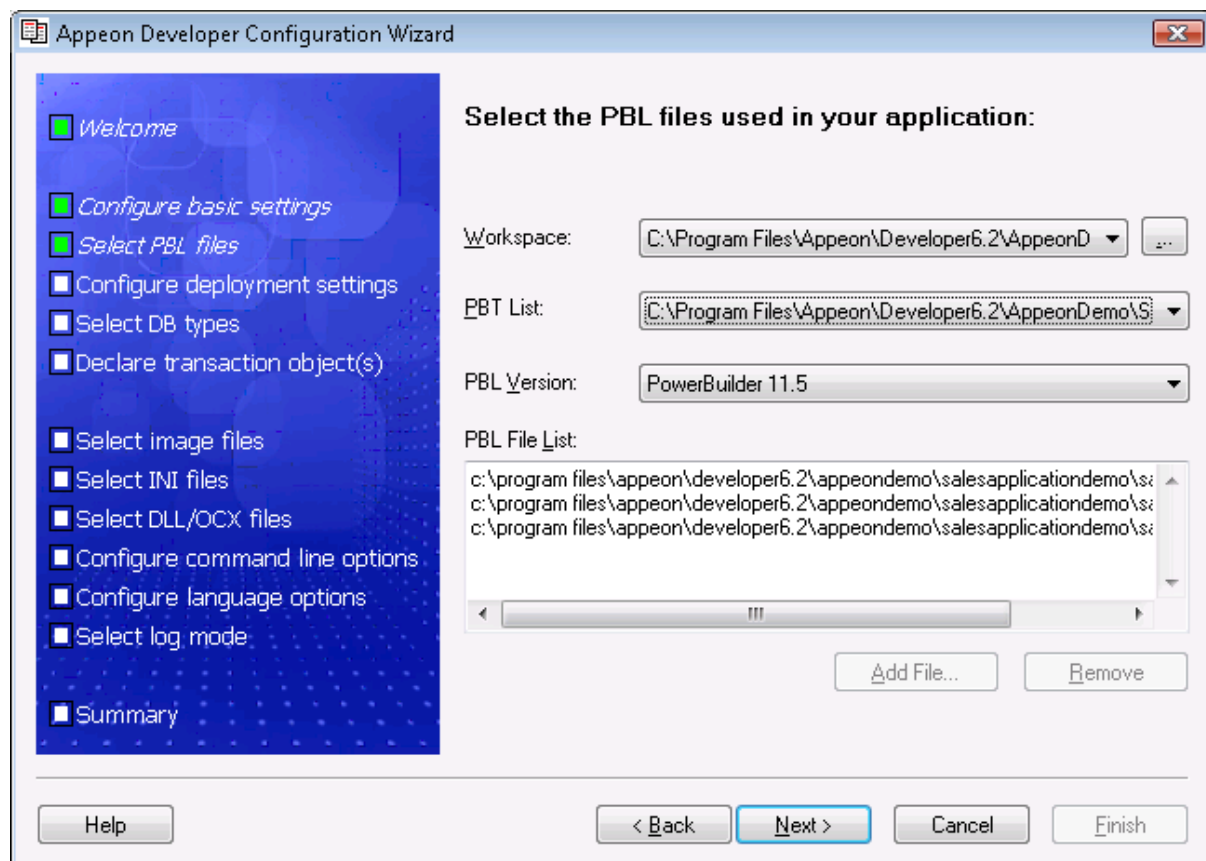 Appeon Developer Configuration Wizard
Welcome
Configure basic settings
Select PBL files
Configure deployment settings
Select DB types
Declare transaction object(s)
Select image files
Select INI files
Select DLL/OCX files
Configure command line options
Configure language options
Select log mode
Summary
Select the PBL files used in your application:
Workspace:
C:\Program Files\Appeon\Developer6.2\AppeonD
...
PBT List:
C:\Program Files\Appeon\Developer6.2\AppeonDemo\S
PBL Version:
PowerBuilder 11.5
PBL File List:
c:\program files\appeon\developer6.2\appeondemo\salesapplicationdemo\sa
c:\program files\appeon\developer6.2\appeondemo\salesapplicationdemo\sa
c:\program files\appeon\developer6.2\appeondemo\salesapplicationdemo\sa
Add File...
Remove
Help
< Back
Next >
Cancel
Finish